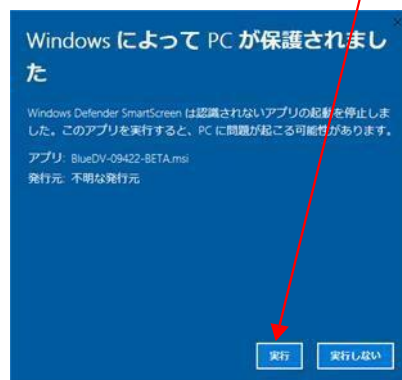 Windows によって PC が保護されまし
た
Windows Defender SmartScreen は認識されないアプリの起動を停止しま
した。このアプリを実行すると、PC に問題が起こる可能性があります。
アプリ: BlueDV-09422-BETA.msi
発行元: 不明な発行元
実行 実行しない